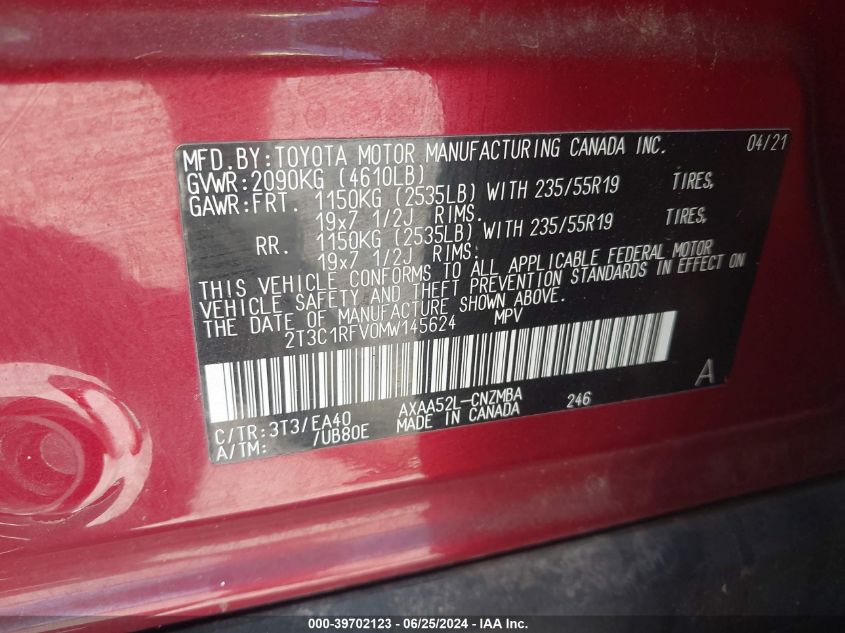 MFD.BY:TOYOTA MOTOR MANUFACTURING CANADA INC. 04/21
GVWR:2090KG (4610LB)
GAWR:FRT. 1150KG (2535LB) WITH 235/55R19 TIRES,
19x7 1/2J RIMS.
RR. 1150KG (2535LB) WITH 235/55R19 TIRES,
19x7 1/2J RIMS.
THIS VEHICLE CONFORMS TO ALL APPLICABLE FEDERAL MOTOR
VEHICLE SAFETY AND THEFT PREVENTION STANDARDS IN EFFECT ON
THE DATE OF MANUFACTURE SHOWN ABOVE.
2T3C1RFV0MW145624 MPV
A
C/TR:3T3/EA40 AXAA52L-CNZMBA 246
A/TM: /UB80E MADE IN CANADA
000-39702123 - 06/25/2024 - IAA Inc.